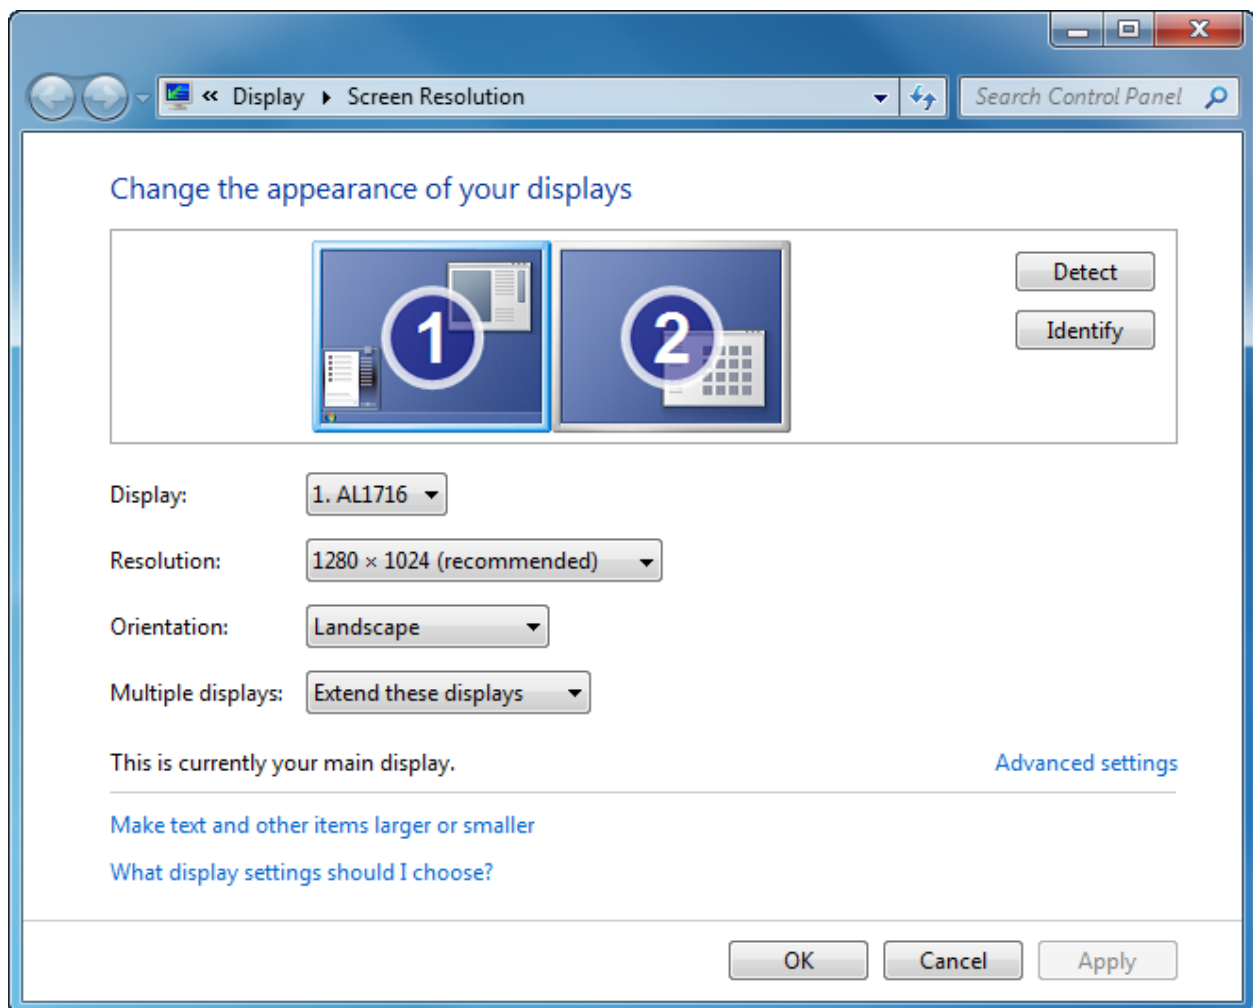 « Display ▸ Screen Resolution Search Control Panel
Change the appearance of your displays
1 2
Detect
Identify
Display: 1. AL1716
Resolution: 1280 × 1024 (recommended)
Orientation: Landscape
Multiple displays: Extend these displays
This is currently your main display. Advanced settings
Make text and other items larger or smaller
What display settings should I choose?
OK Cancel Apply